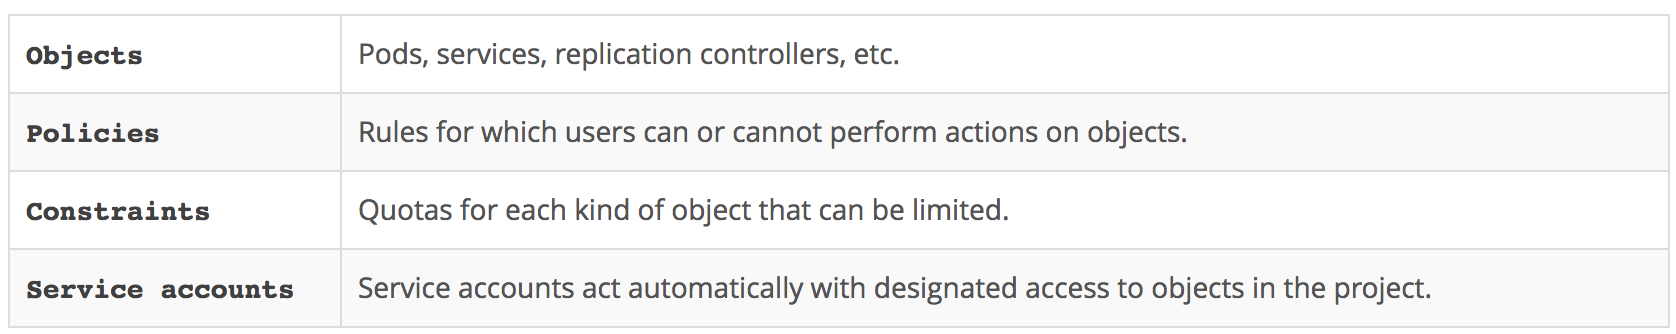 Objects Pods, services, replication controllers, etc.
Policies Rules for which users can or cannot perform actions on objects.
Constraints Quotas for each kind of object that can be limited.
Service accounts Service accounts act automatically with designated access to objects in the project.